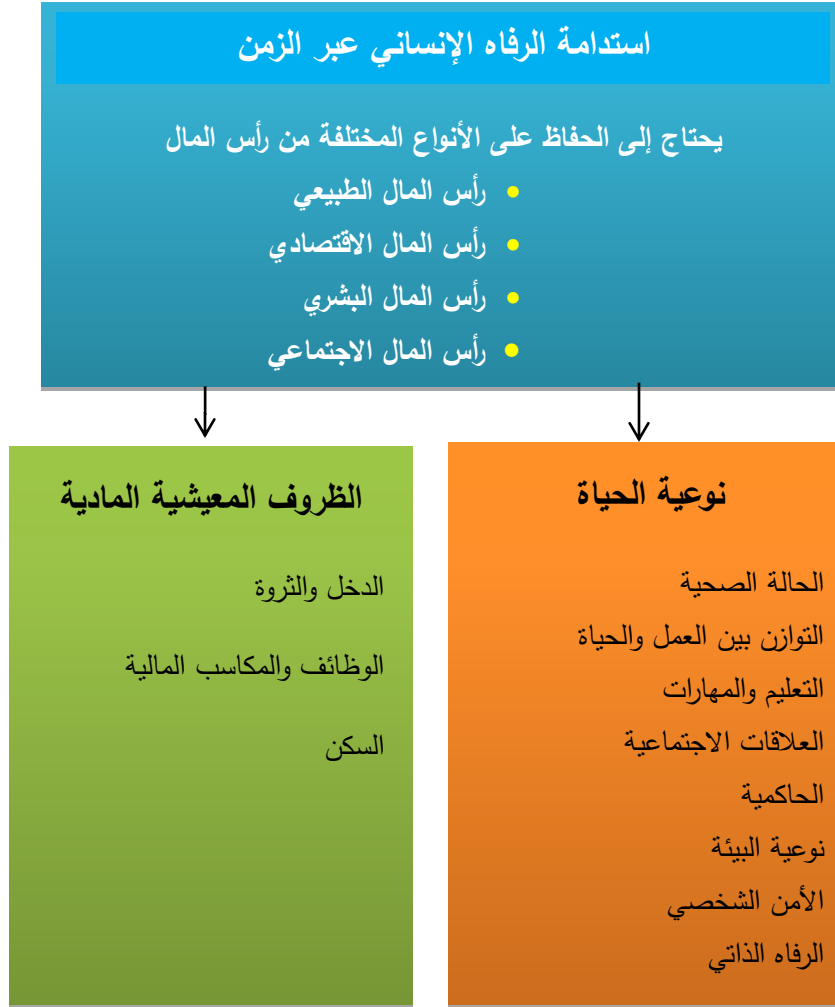 استدامة الرفاه الإنساني عبر الزمن
يحتاج إلى الحفاظ على الأنواع المختلفة من رأس المال
• رأس المال الطبيعي
• رأس المال الاقتصادي
• رأس المال البشري
• رأس المال الاجتماعي
نوعية الحياة
الحالة الصحية
التوازن بين العمل والحياة
التعليم والمهارات
العلاقات الاجتماعية
الحاكمية
نوعية البيئة
الأمن الشخصي
الرفاه الذاتي
الظروف المعيشية المادية
الدخل والثروة
الوظائف والمكاسب المالية
السكن